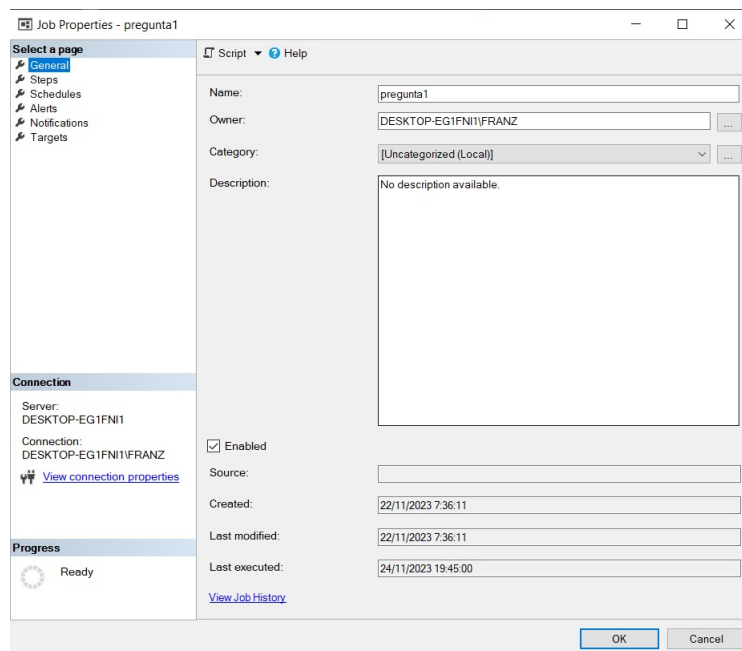 Job Properties - pregunta1
Select a page
General
Steps
Schedules
Alerts
Notifications
Targets
Script
Help
Name:
pregunta1
Owner:
DESKTOP-EG1FNI1\FRANZ
...
Category:
[Uncategorized (Local)]
...
Description:
No description available.
Connection
Server:
DESKTOP-EG1FNI1
Connection:
DESKTOP-EG1FNI1\FRANZ
View connection properties
Progress
Ready
Enabled
Source:
Created:
22/11/2023 7:36:11
Last modified:
22/11/2023 7:36:11
Last executed:
24/11/2023 19:45:00
View Job History
OK
Cancel